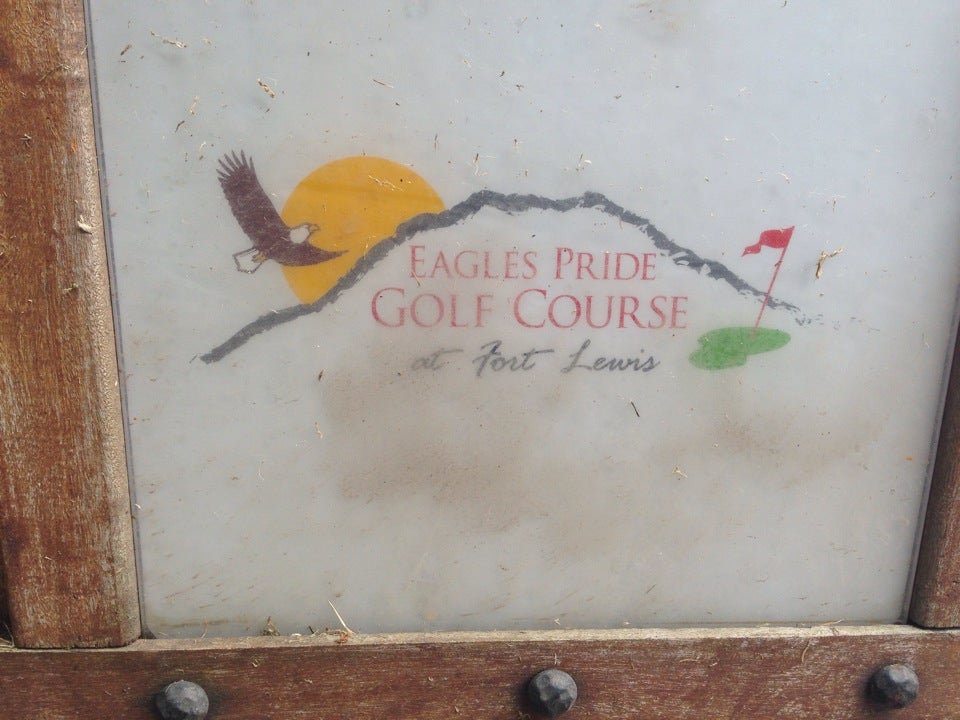 EAGLES PRIDE
GOLF COURSE
at Fort Lewis